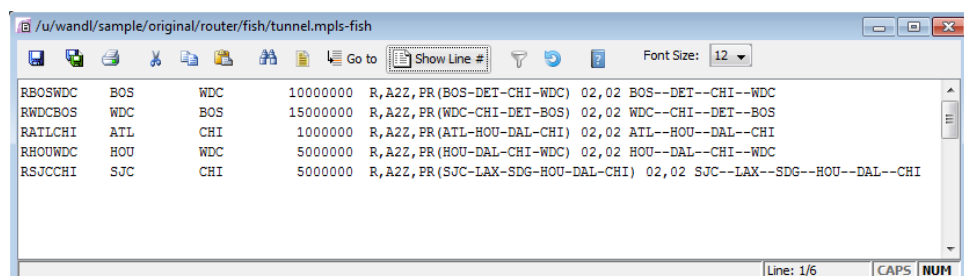 /u/wandl/sample/original/router/fish/tunnel.mpls-fish
Go to Show Line # Font Size: 12
RBOSWDC BOS WDC 10000000 R,A2Z,PR(BOS-DET-CHI-WDC) 02,02 BOS--DET--CHI--WDC
RWDCBOS WDC BOS 15000000 R,A2Z,PR(WDC-CHI-DET-BOS) 02,02 WDC--CHI--DET--BOS
RATLCHI ATL CHI 1000000 R,A2Z,PR(ATL-HOU-DAL-CHI) 02,02 ATL--HOU--DAL--CHI
RHOUWDC HOU WDC 5000000 R,A2Z,PR(HOU-DAL-CHI-WDC) 02,02 HOU--DAL--CHI--WDC
RSJCCHI SJC CHI 5000000 R,A2Z,PR(SJC-LAX-SDG-HOU-DAL-CHI) 02,02 SJC--LAX--SDG--HOU--DAL--CHI
Line: 1/6 CAPS NUM